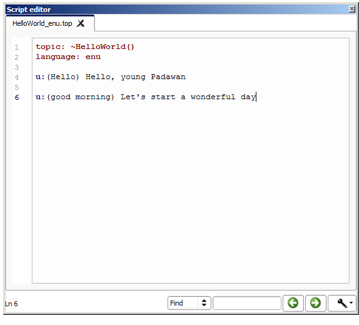 Script editor
HelloWorld_enu.top
1 topic: ~HelloWorld()
2 language: enu
3
4 u:(Hello) Hello, young Padawan
5
6 u:(good morning) Let's start a wonderful day
Ln 6
Find